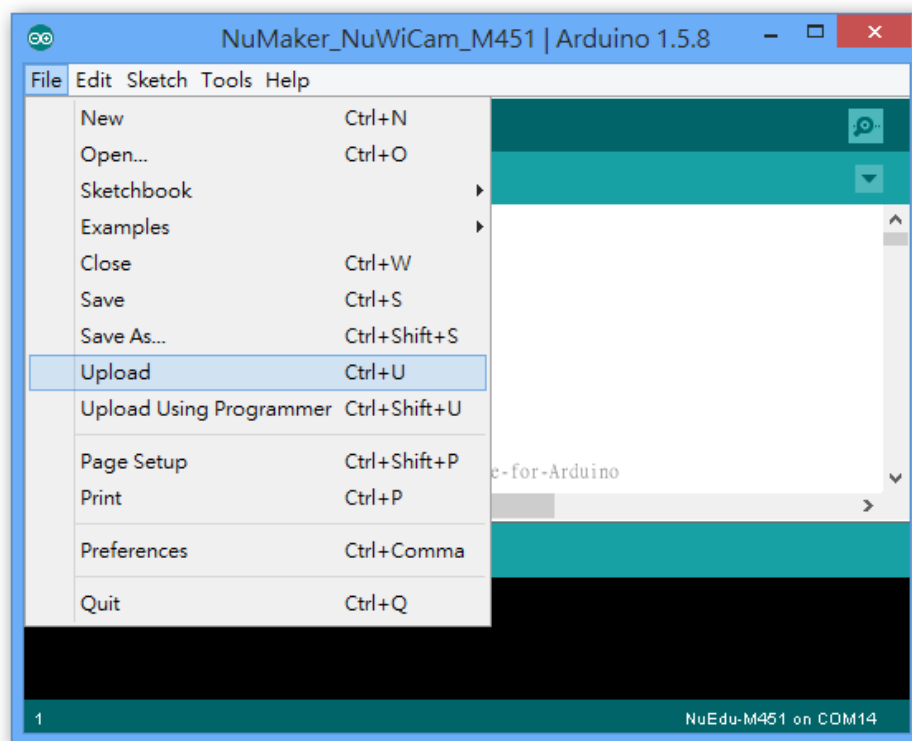 NuMaker_NuWiCam_M451 | Arduino 1.5.8
File Edit Sketch Tools Help
New Ctrl+N
Open... Ctrl+O
Sketchbook
Examples
Close Ctrl+W
Save Ctrl+S
Save As... Ctrl+Shift+S
Upload Ctrl+U
Upload Using Programmer Ctrl+Shift+U
Page Setup Ctrl+Shift+P
e-for-Arduino
Print Ctrl+P
Preferences Ctrl+Comma
Quit Ctrl+Q
1 NuEdu-M451 on COM14